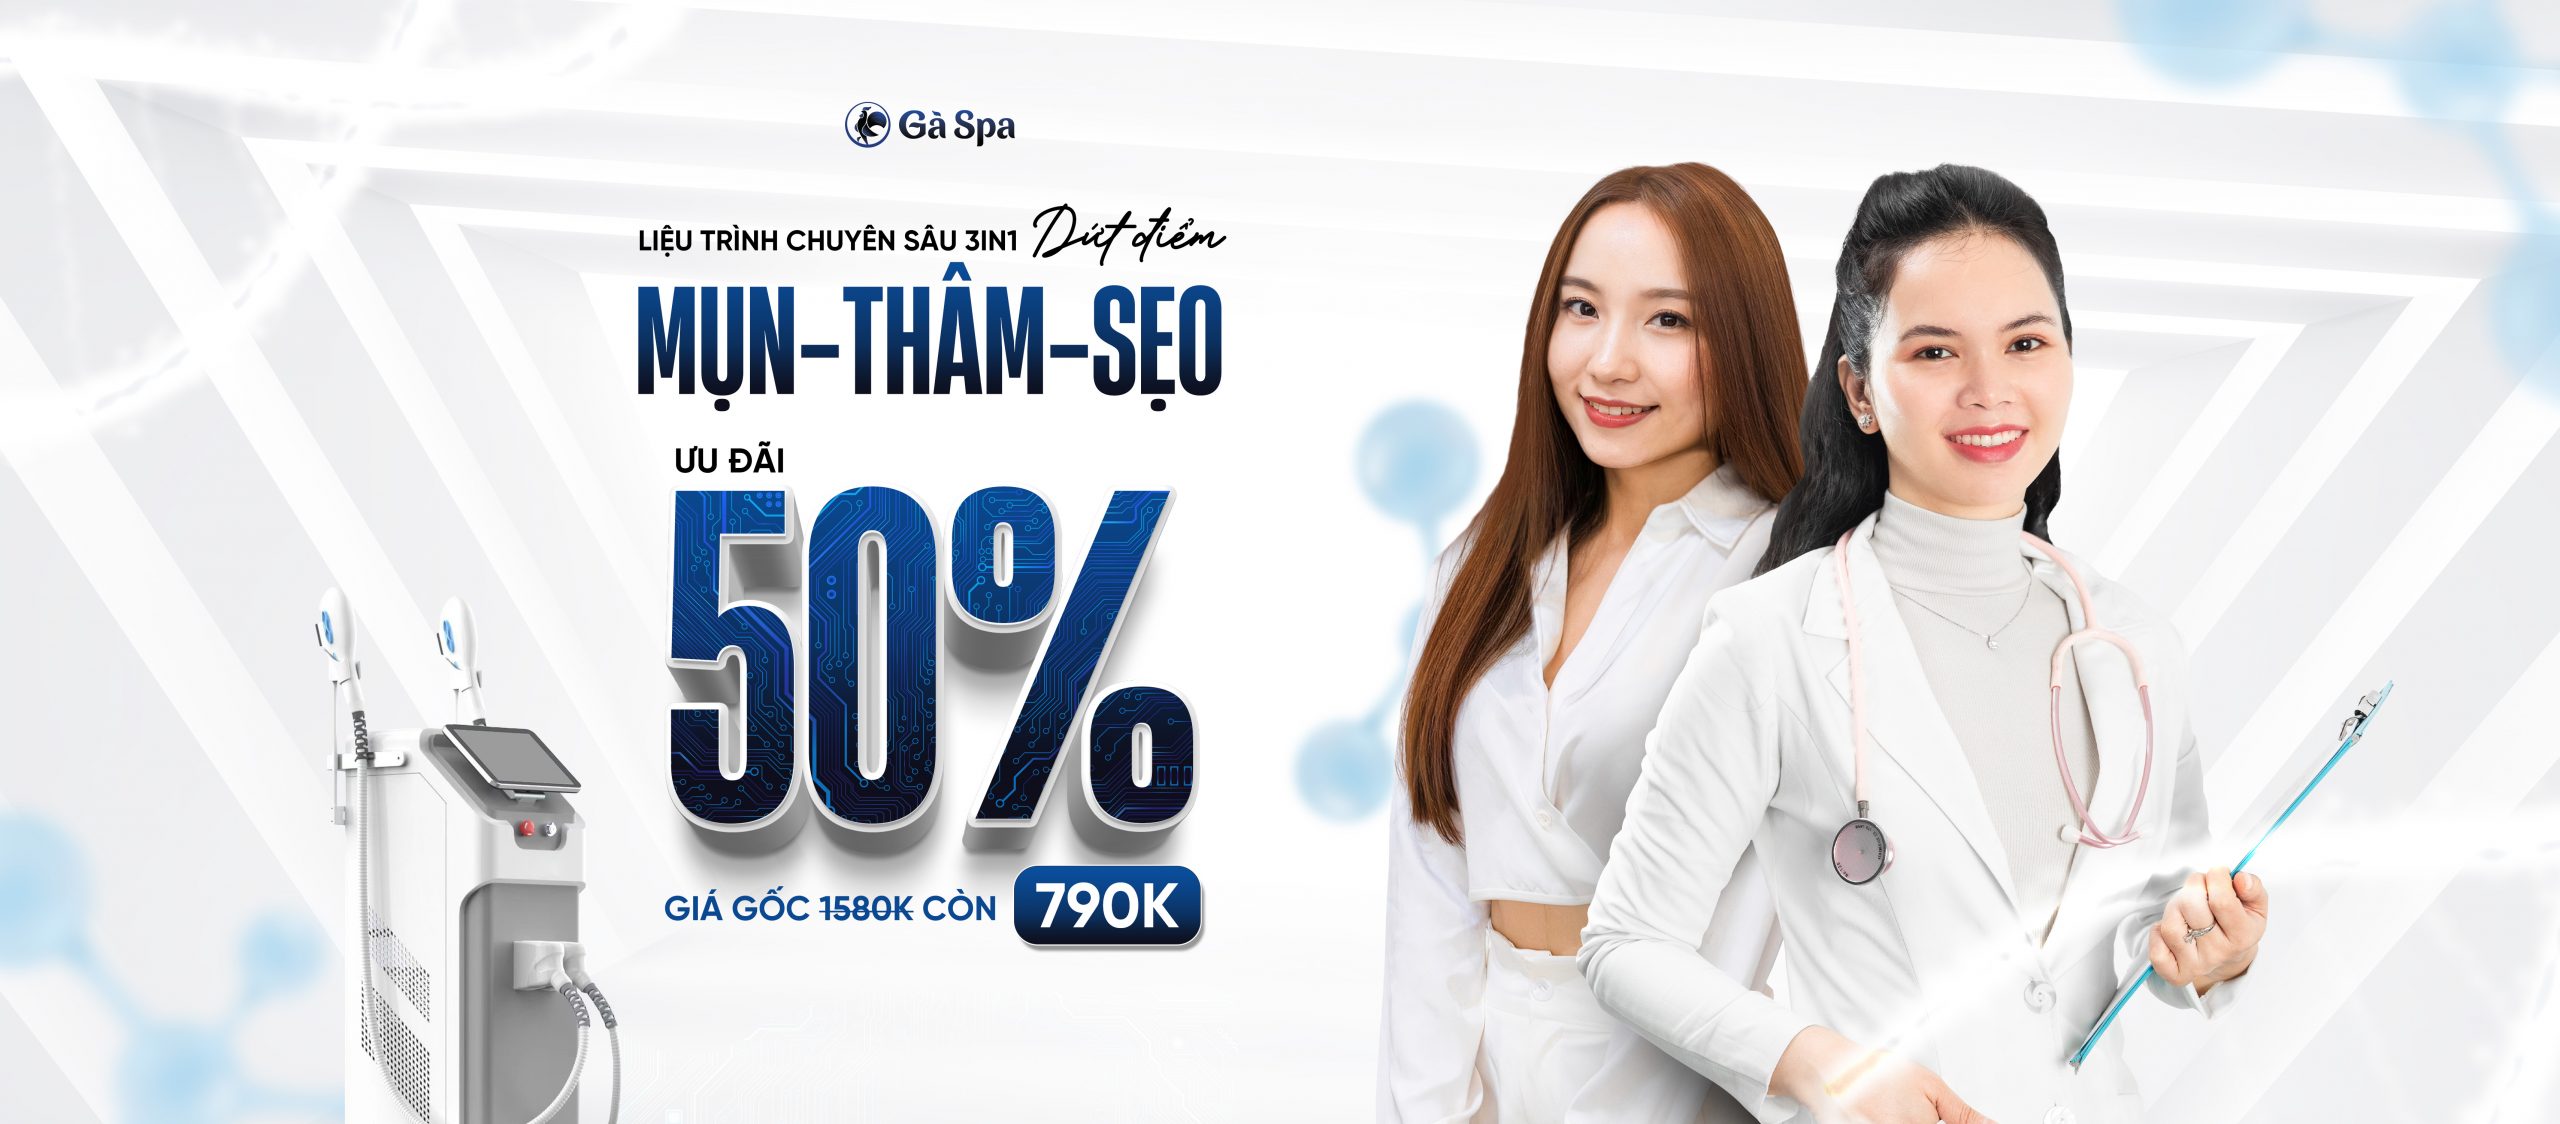 Gà Spa
LIỆU TRÌNH CHUYÊN SÂU 3IN1 Dứt điểm
MỤN-THÂM-SẸO
ƯU ĐÃI
50%
GIÁ GỐC 1580K CÒN 790K